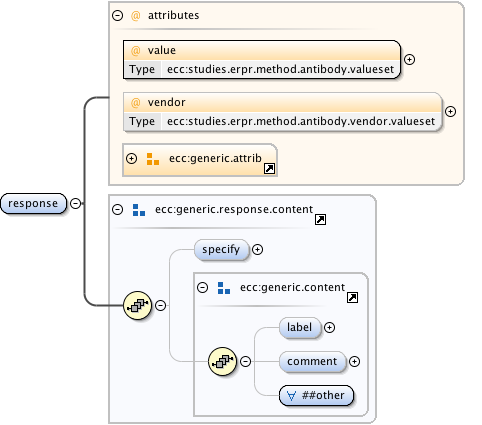 @ attributes
@ value
Type ecc:studies.erpr.method.antibody.valueset
@ vendor
Type ecc:studies.erpr.method.antibody.vendor.valueset
ecc:generic.attrib
response
ecc:generic.response.content
specify
ecc:generic.content
label
comment
∀ ##other